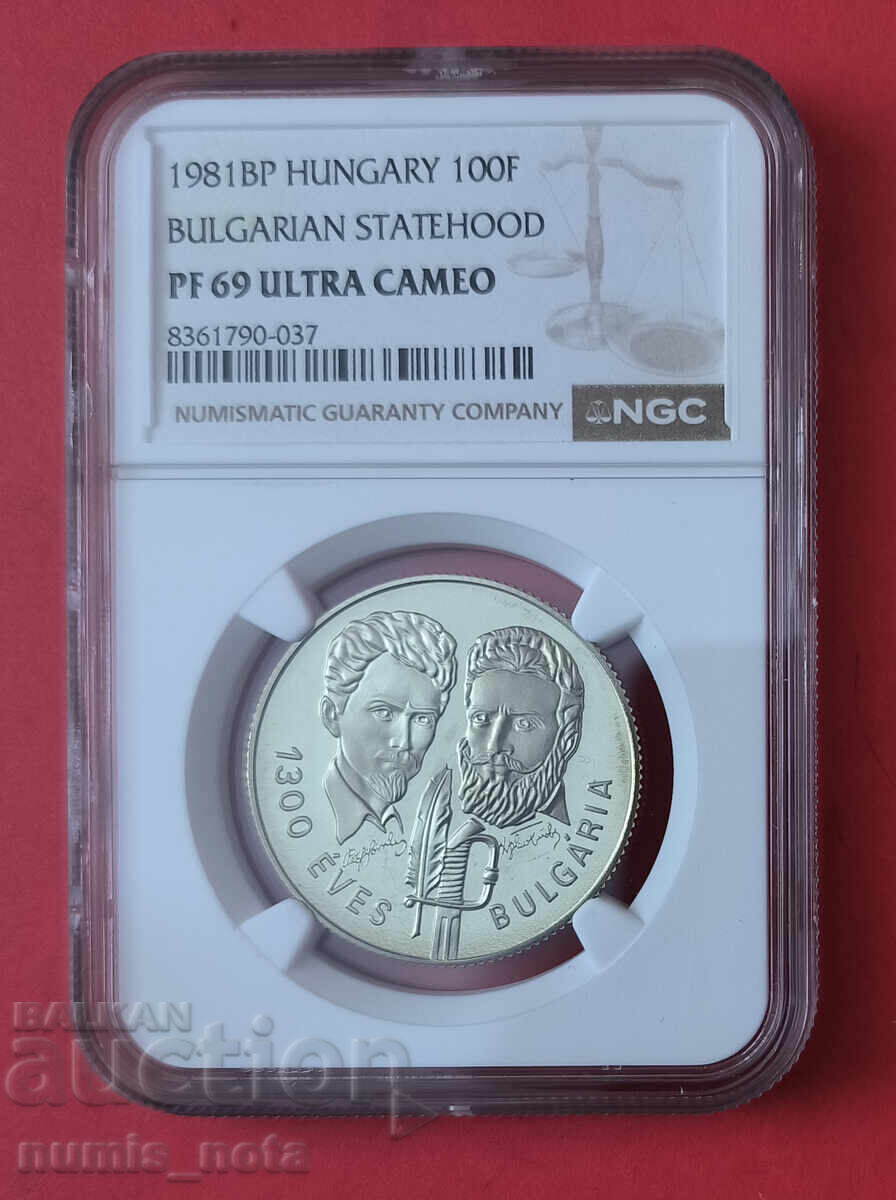 1981BP HUNGARY 100F
BULGARIAN STATEHOOD
PF 69 ULTRA CAMEO
8361790-037
NUMISMATIC GUARANTY COMPANY
NGC
1300 ÉVES BULGÁRIA
BALKAN
auction
numis_nota